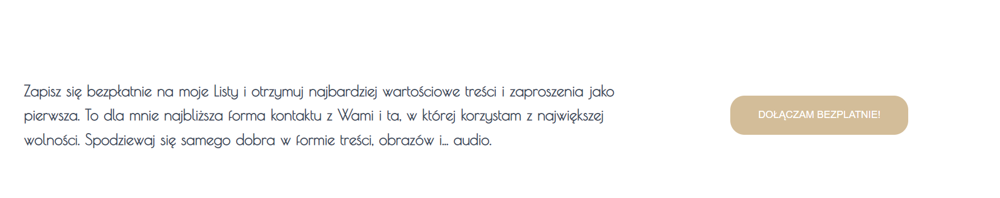 Zapisz się bezpłatnie na moje Listy i otrzymuj najbardziej wartościowe treści i zaproszenia jako
pierwsza. To dla mnie najbliższa forma kontaktu z Wami i ta, w której korzystam z największej
wolności. Spodziewaj się samego dobra w formie treści, obrazów i... audio.
DOŁĄCZAM BEZPLATNIE!